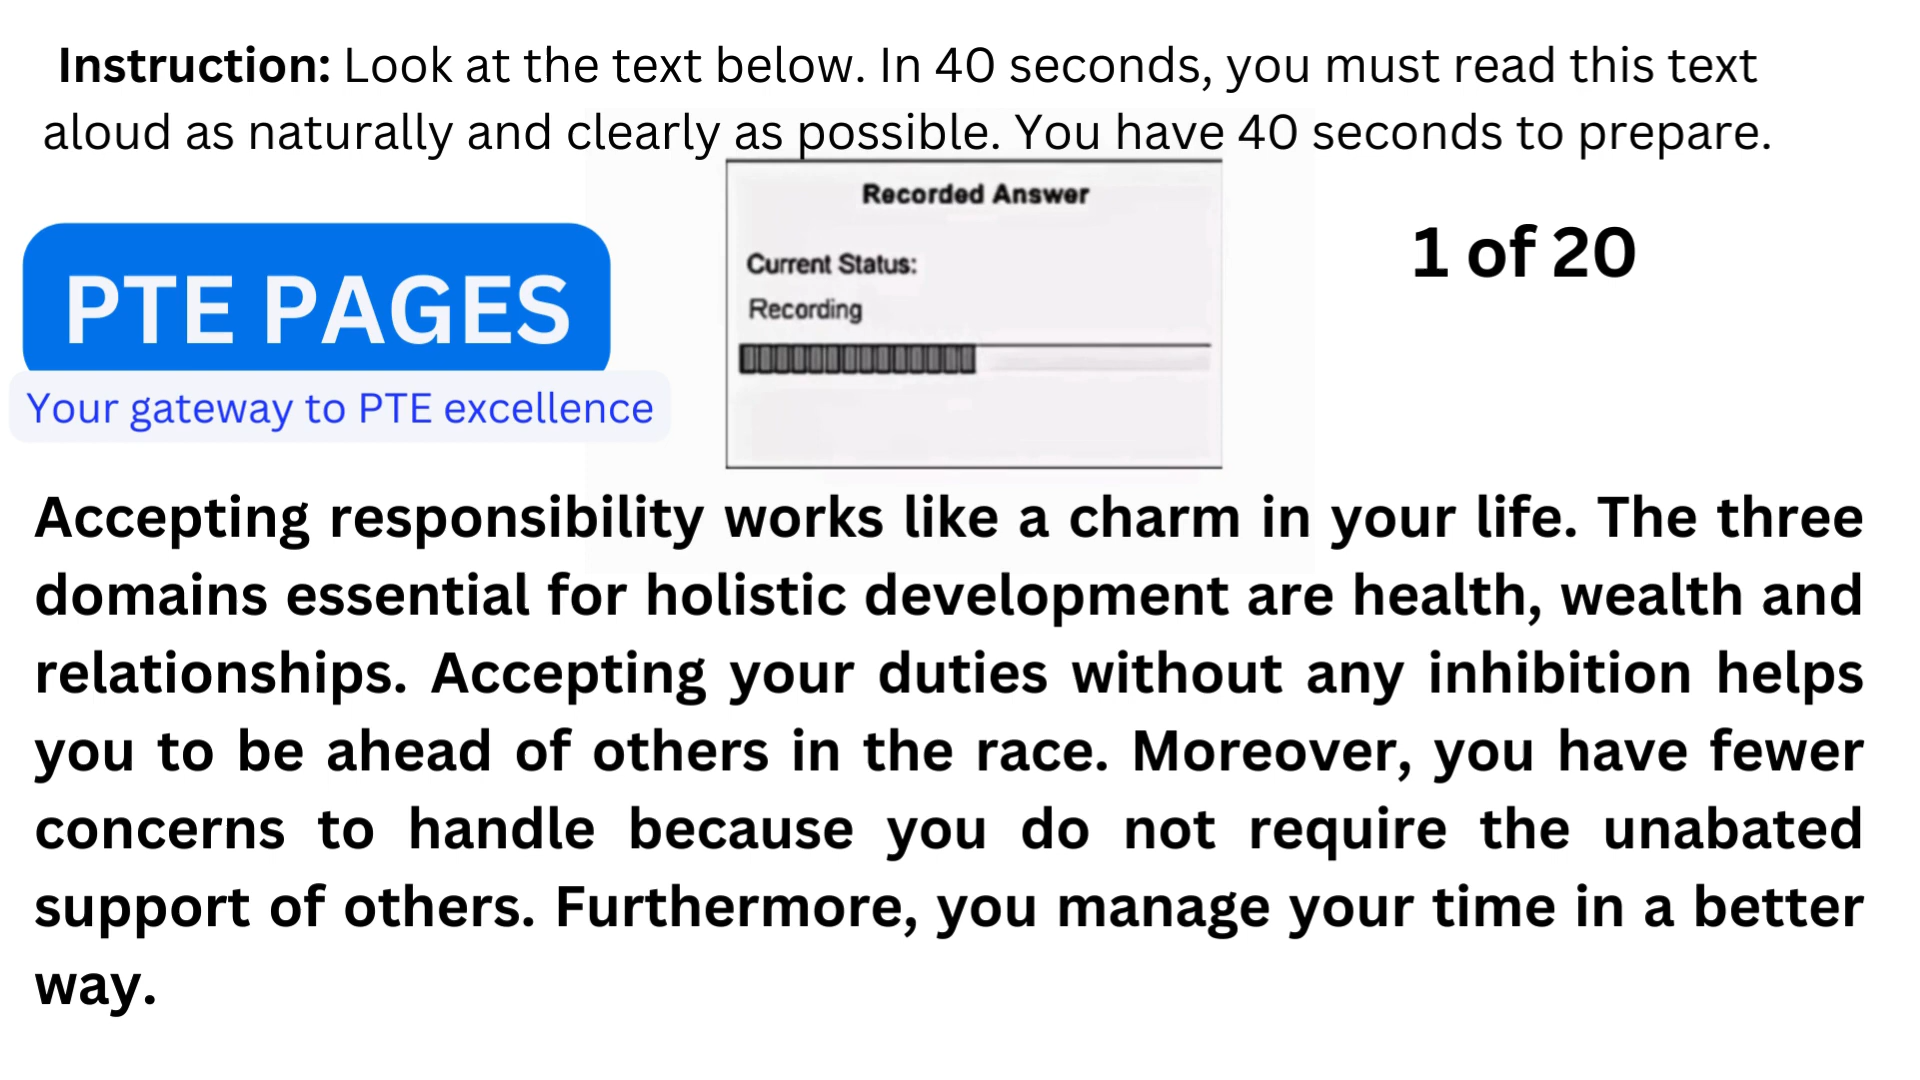 Instruction: Look at the text below. In 40 seconds, you must read this text
aloud as naturally and clearly as possible. You have 40 seconds to prepare.
Recorded Answer
Current Status:
Recording
1 of 20
PTE PAGES
Your gateway to PTE excellence
Accepting responsibility works like a charm in your life. The three
domains essential for holistic development are health, wealth and
relationships. Accepting your duties without any inhibition helps
you to be ahead of others in the race. Moreover, you have fewer
concerns to handle because you do not require the unabated
support of others. Furthermore, you manage your time in a better
way.